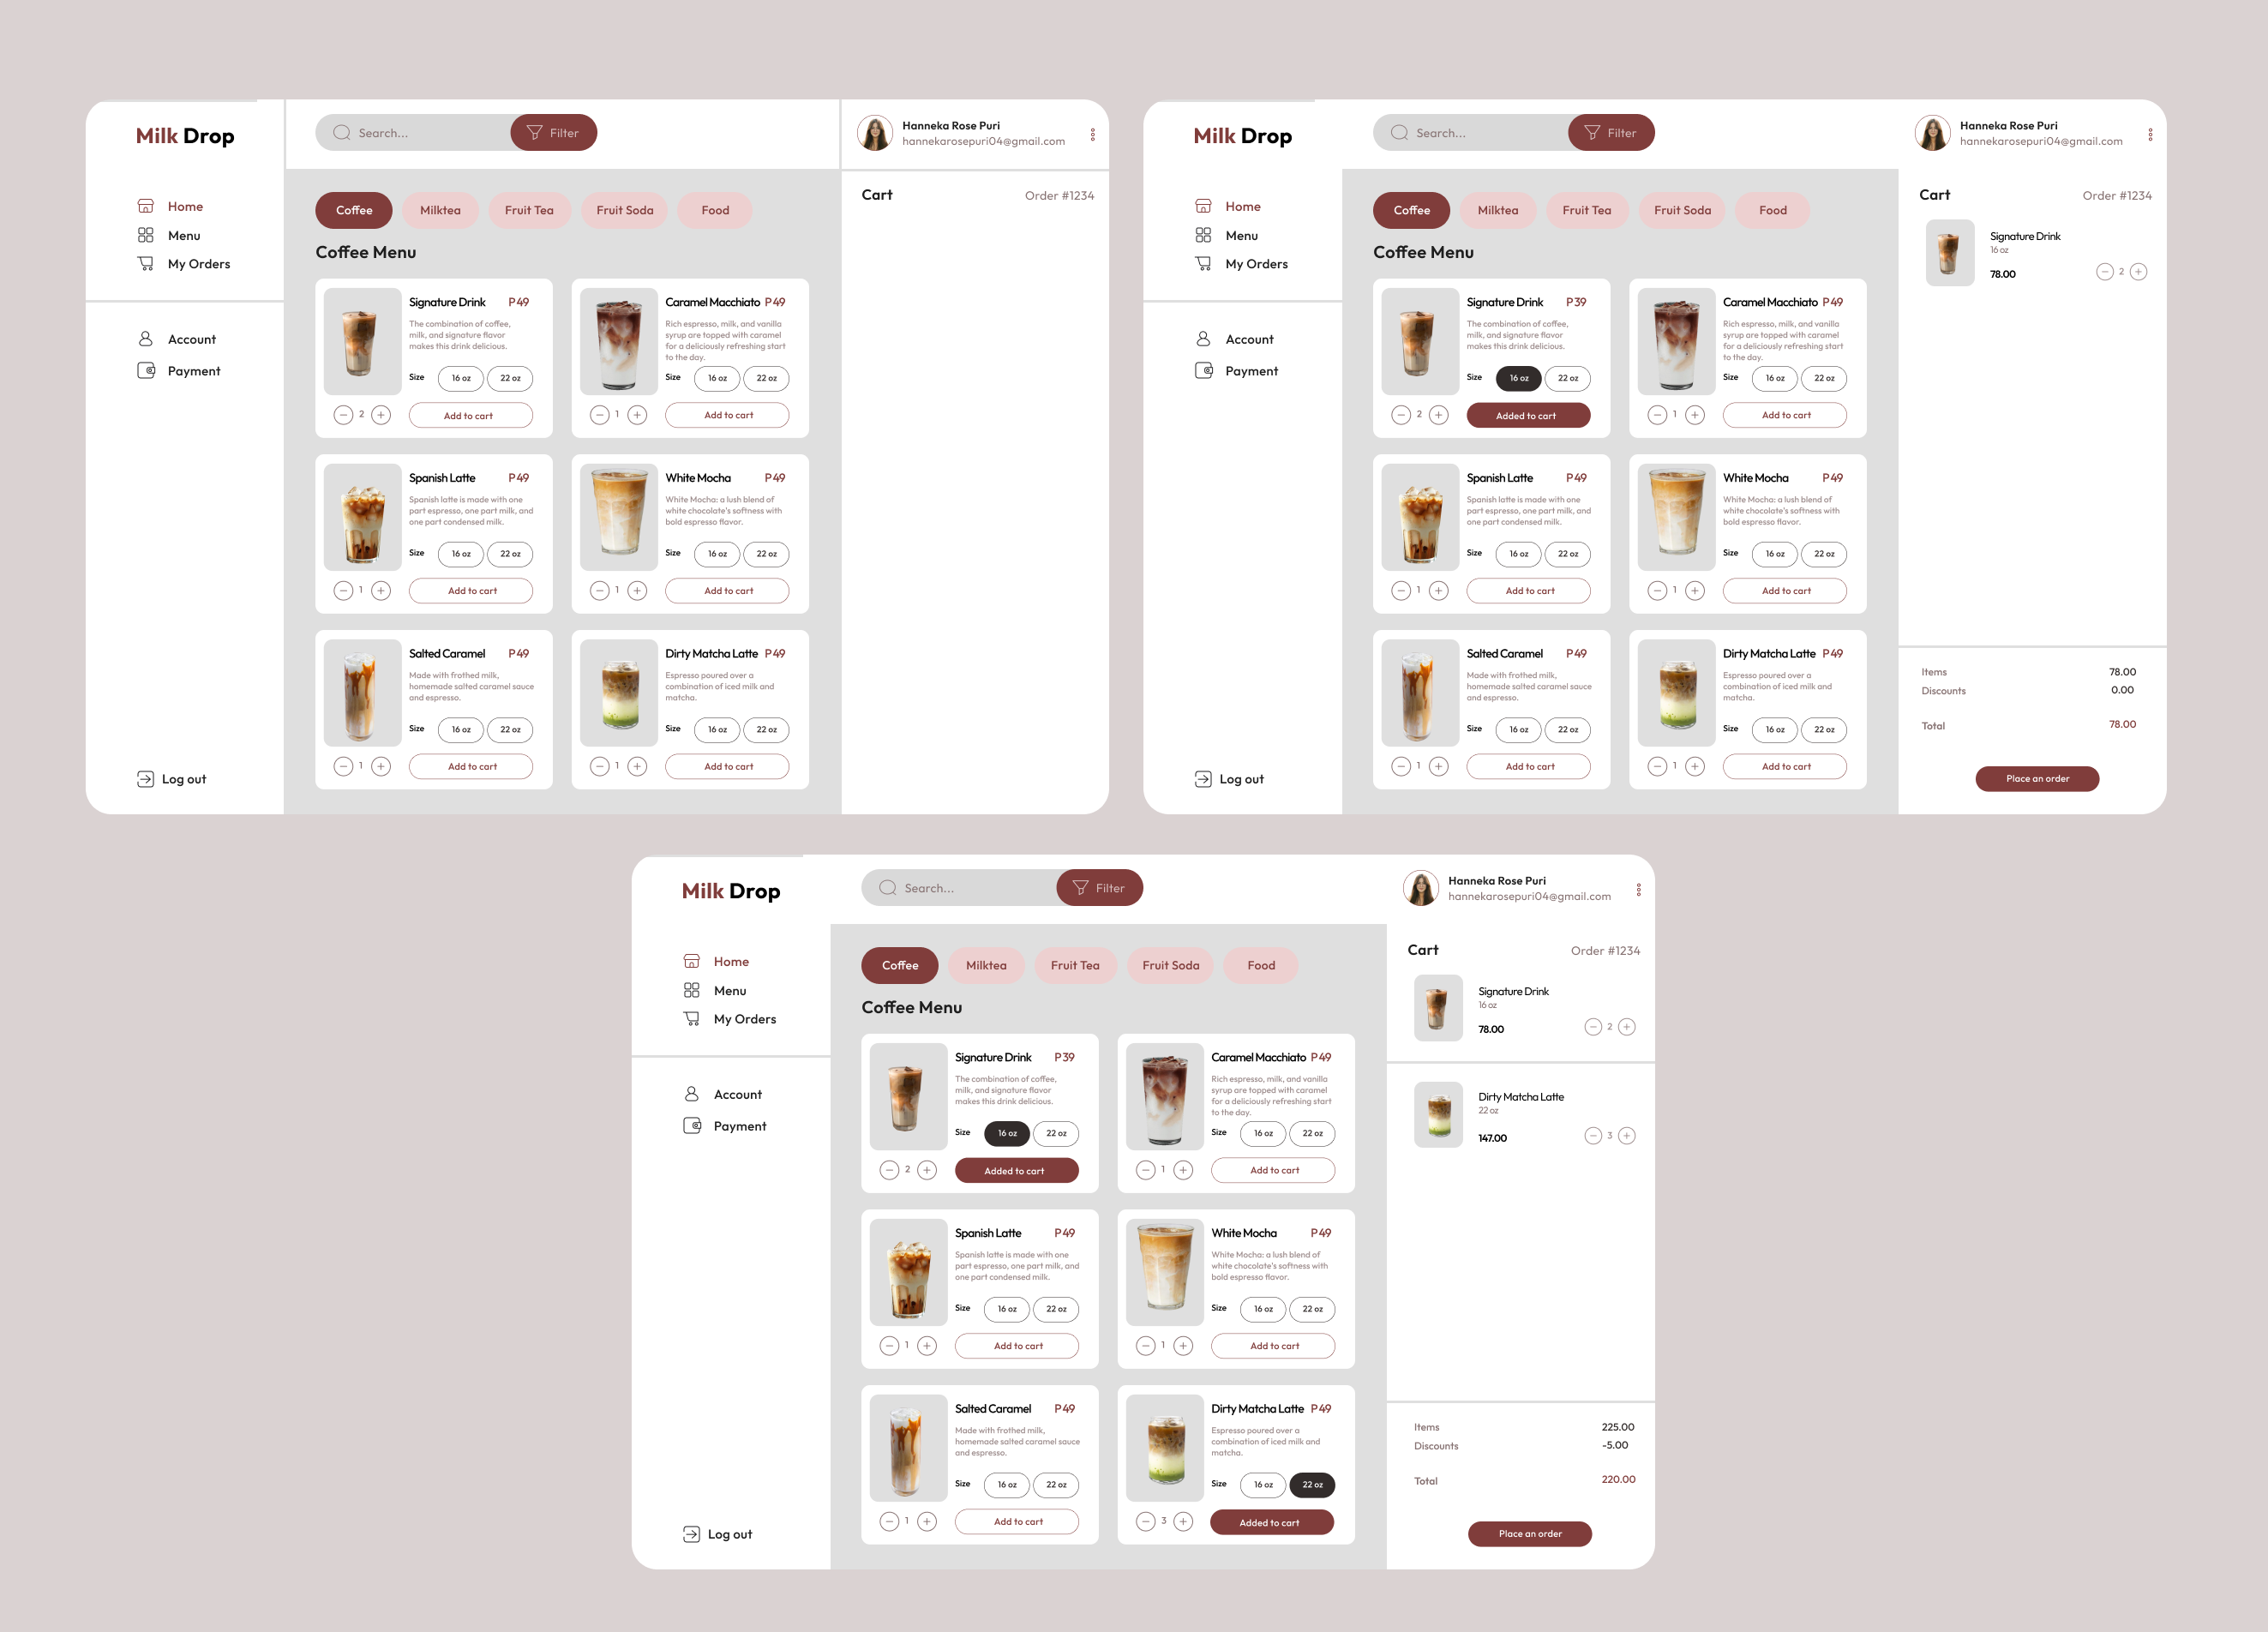 Milk Drop
Home
Menu
My Orders
Account
Payment
Log out
Search...
Filter
Hanneka Rose Puri
hannekarosepuri04@gmail.com
Coffee
Milktea
Fruit Tea
Fruit Soda
Food
Coffee Menu
Signature Drink P49
The combination of coffee,
milk, and signature flavor
makes this drink delicious.
Size 16 oz 22 oz
2 Add to cart
Caramel Macchiato P49
Rich espresso, milk, and vanilla
syrup are topped with caramel
for a deliciously refreshing start
to the day.
Size 16 oz 22 oz
1 Add to cart
Spanish Latte P49
Spanish latte is made with one
part espresso, one part milk, and
one part condensed milk.
Size 16 oz 22 oz
1 Add to cart
White Mocha P49
White Mocha: a lush blend of
white chocolate's softness with
bold espresso flavor.
Size 16 oz 22 oz
1 Add to cart
Salted Caramel P49
Made with frothed milk,
homemade salted caramel sauce
and espresso.
Size 16 oz 22 oz
1 Add to cart
Dirty Matcha Latte P49
Espresso poured over a
combination of iced milk and
matcha.
Size 16 oz 22 oz
1 Add to cart
Cart Order #1234
Milk Drop
Home
Menu
My Orders
Account
Payment
Log out
Search...
Filter
Hanneka Rose Puri
hannekarosepuri04@gmail.com
Coffee
Milktea
Fruit Tea
Fruit Soda
Food
Coffee Menu
Signature Drink P39
The combination of coffee,
milk, and signature flavor
makes this drink delicious.
Size 16 oz 22 oz
2 Added to cart
Caramel Macchiato P49
Rich espresso, milk, and vanilla
syrup are topped with caramel
for a deliciously refreshing start
to the day.
Size 16 oz 22 oz
1 Add to cart
Spanish Latte P49
Spanish latte is made with one
part espresso, one part milk, and
one part condensed milk.
Size 16 oz 22 oz
1 Add to cart
White Mocha P49
White Mocha: a lush blend of
white chocolate's softness with
bold espresso flavor.
Size 16 oz 22 oz
1 Add to cart
Salted Caramel P49
Made with frothed milk,
homemade salted caramel sauce
and espresso.
Size 16 oz 22 oz
1 Add to cart
Dirty Matcha Latte P49
Espresso poured over a
combination of iced milk and
matcha.
Size 16 oz 22 oz
1 Add to cart
Cart Order #1234
Signature Drink
16 oz
78.00 2
Items 78.00
Discounts 0.00
Total 78.00
Place an order
Milk Drop
Home
Menu
My Orders
Account
Payment
Log out
Search...
Filter
Hanneka Rose Puri
hannekarosepuri04@gmail.com
Coffee
Milktea
Fruit Tea
Fruit Soda
Food
Coffee Menu
Signature Drink P39
The combination of coffee,
milk, and signature flavor
makes this drink delicious.
Size 16 oz 22 oz
2 Added to cart
Caramel Macchiato P49
Rich espresso, milk, and vanilla
syrup are topped with caramel
for a deliciously refreshing start
to the day.
Size 16 oz 22 oz
1 Add to cart
Spanish Latte P49
Spanish latte is made with one
part espresso, one part milk, and
one part condensed milk.
Size 16 oz 22 oz
1 Add to cart
White Mocha P49
White Mocha: a lush blend of
white chocolate's softness with
bold espresso flavor.
Size 16 oz 22 oz
1 Add to cart
Salted Caramel P49
Made with frothed milk,
homemade salted caramel sauce
and espresso.
Size 16 oz 22 oz
1 Add to cart
Dirty Matcha Latte P49
Espresso poured over a
combination of iced milk and
matcha.
Size 16 oz 22 oz
3 Added to cart
Cart Order #1234
Signature Drink
16 oz
78.00 2
Dirty Matcha Latte
22 oz
147.00 3
Items 225.00
Discounts -5.00
Total 220.00
Place an order